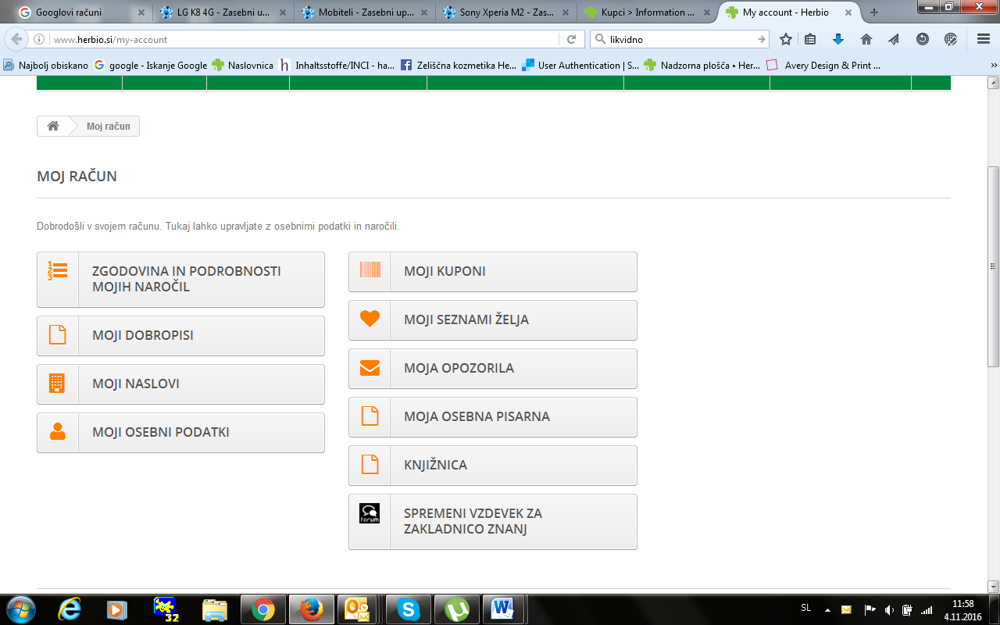 Googlovi računi
LG K8 4G - Zasebni u...
Mobiteli - Zasebni up...
Sony Xperia M2 - Zas...
Kupci > Information ...
My account - Herbio
www.herbio.si/my-account
likvidno
Najbolj obiskano
google - Iskanje Google
Naslovnica
h Inhaltsstoffe/INCI - ha...
Zeliščna kozmetika He...
User Authentication | S...
Nadzorna plošča • Her...
Avery Design & Print ...
Moj račun
MOJ RAČUN
Dobrodošli v svojem računu. Tukaj lahko upravljate z osebnimi podatki in naročili.
1
2
3
ZGODOVINA IN PODROBNOSTI
MOJIH NAROČIL
MOJI DOBROPISI
MOJI NASLOVI
MOJI OSEBNI PODATKI
MOJI KUPONI
MOJI SEZNAMI ŽELJA
MOJA OPOZORILA
MOJA OSEBNA PISARNA
KNJIŽNICA
forum
SPREMENI VZDEVEK ZA
ZAKLADNICO ZNANJ
32
SL
11:58
4.11.2016